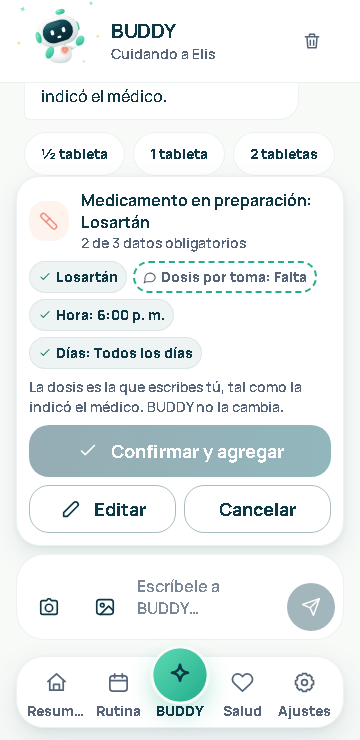 BUDDY
Cuidando a Elis
indicó el médico.
½ tableta
1 tableta
2 tabletas
Medicamento en preparación:
Losartán
2 de 3 datos obligatorios
Losartán
Dosis por toma: Falta
Hora: 6:00 p. m.
Días: Todos los días
La dosis es la que escribes tú, tal como la
indicó el médico. BUDDY no la cambia.
Confirmar y agregar
Editar
Cancelar
Escríbele a
BUDDY…
Resum…
Rutina
BUDDY
Salud
Ajustes